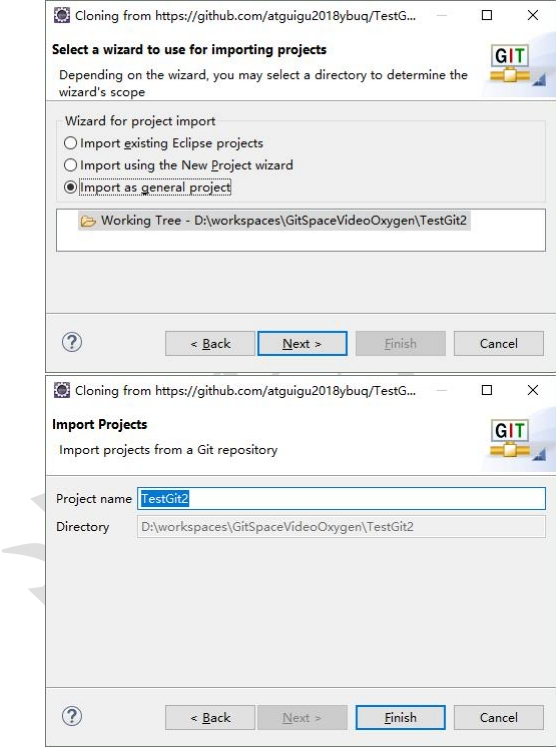 Cloning from https://github.com/atguigu2018ybuq/TestG...
Select a wizard to use for importing projects
Depending on the wizard, you may select a directory to determine the
wizard's scope
GIT
Wizard for project import
Import existing Eclipse projects
Import using the New Project wizard
Import as general project
Working Tree - D:\workspaces\GitSpaceVideoOxygen\TestGit2
? < Back Next > Finish Cancel
Cloning from https://github.com/atguigu2018ybuq/TestG...
Import Projects
Import projects from a Git repository
GIT
Project name TestGit2
Directory D:\workspaces\GitSpaceVideoOxygen\TestGit2
? < Back Next > Finish Cancel